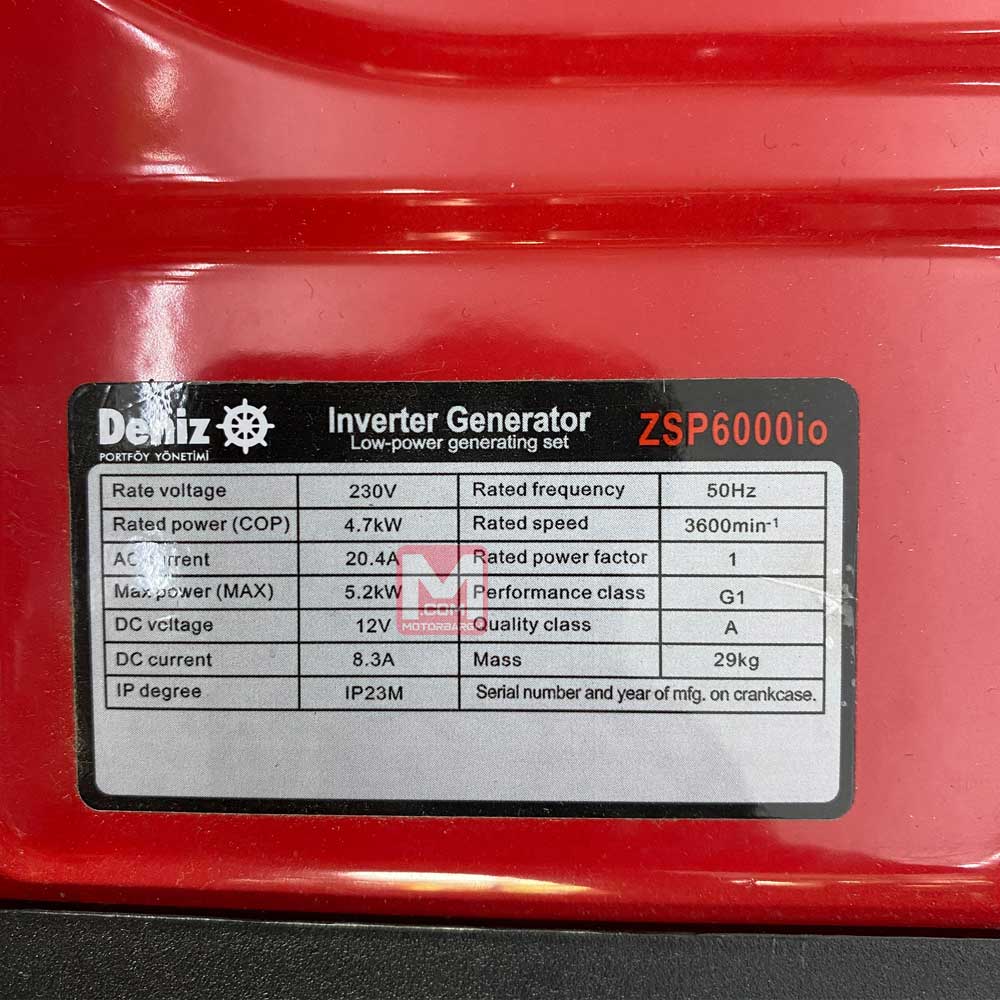 Deniz
PORTFÖY YÖNETİMİ
Inverter Generator
Low-power generating set
ZSP6000io
Rate voltage 230V Rated frequency 50Hz
Rated power (COP) 4.7kW Rated speed 3600min-1
AC current 20.4A Rated power factor 1
Max power (MAX) 5.2kW Performance class G1
DC voltage 12V Quality class A
DC current 8.3A Mass 29kg
IP degree IP23M Serial number and year of mfg. on crankcase.
M
.COM